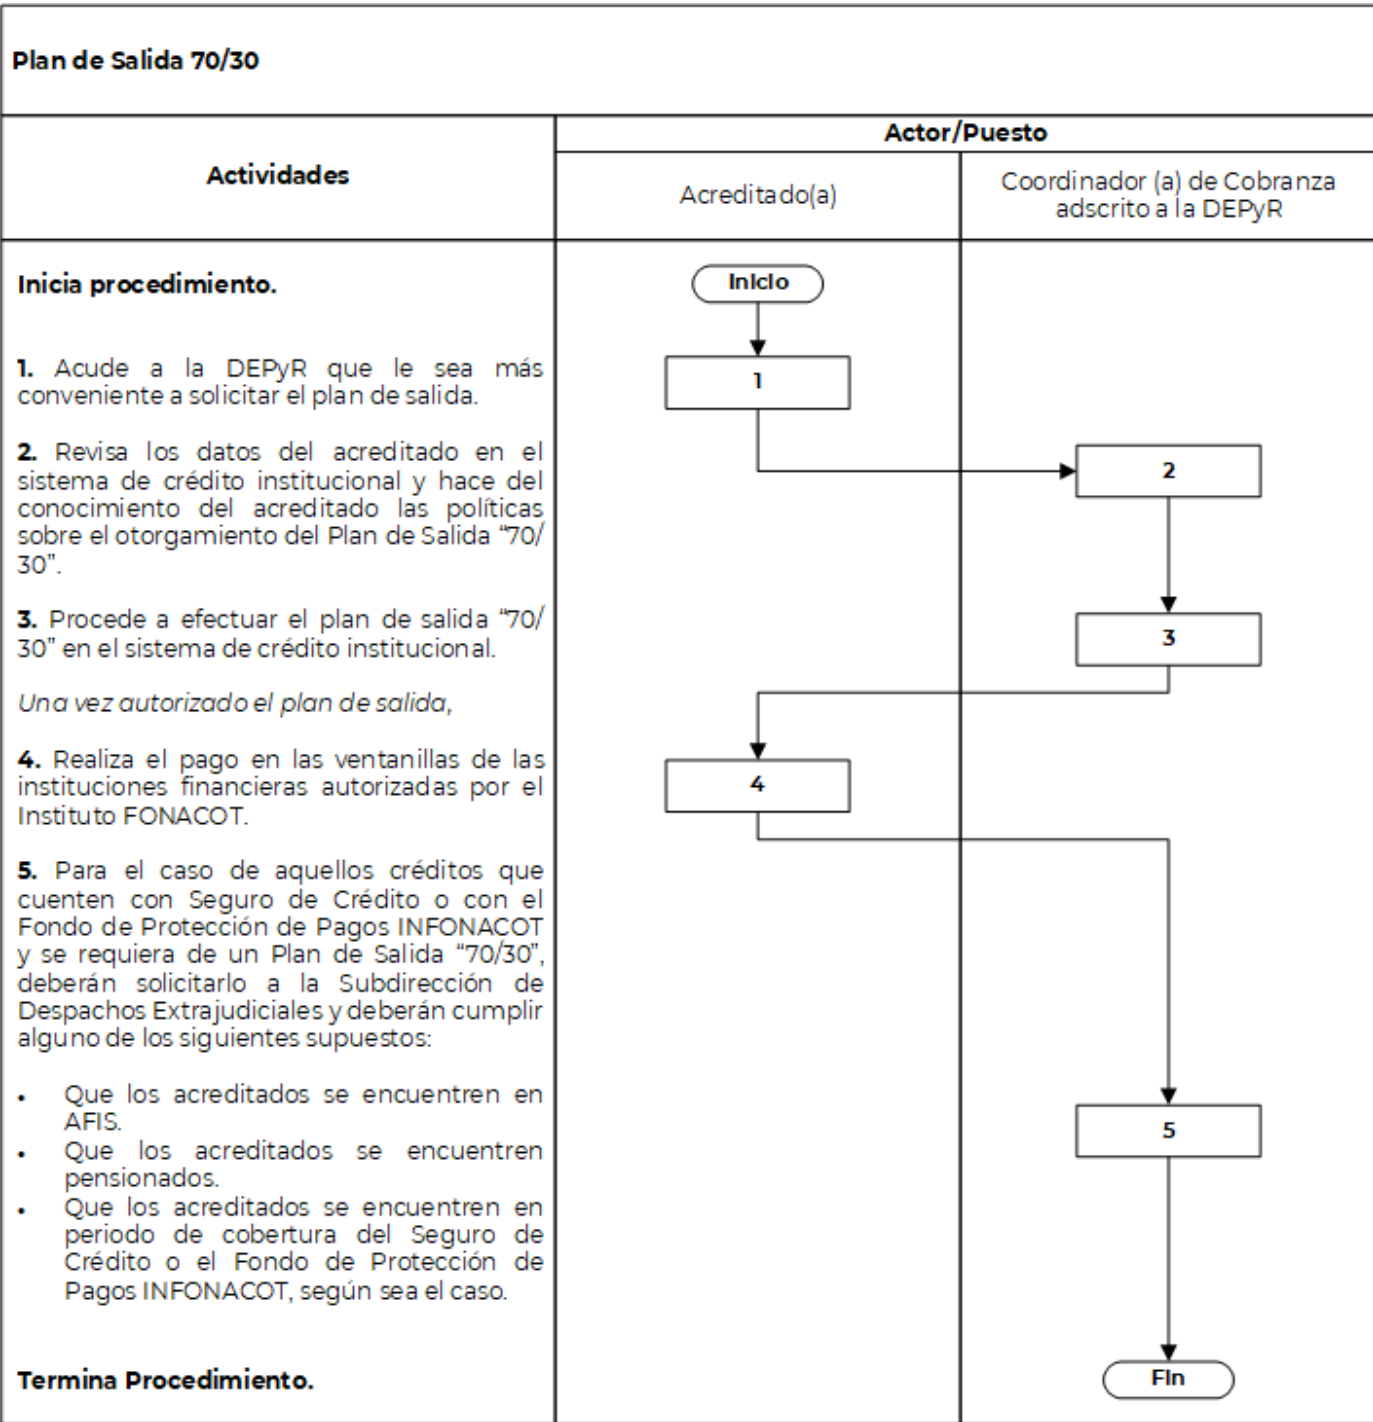 Plan de Salida 70/30
Actividades
Actor/Puesto
Acreditado(a)
Coordinador (a) de Cobranza
adscrito a la DEPyR
Inicia procedimiento.
1. Acude a la DEPyR que le sea más
conveniente a solicitar el plan de salida.
2. Revisa los datos del acreditado en el
sistema de crédito institucional y hace del
conocimiento del acreditado las políticas
sobre el otorgamiento del Plan de Salida “70/
30”.
3. Procede a efectuar el plan de salida “70/
30” en el sistema de crédito institucional.
Una vez autorizado el plan de salida,
4. Realiza el pago en las ventanillas de las
instituciones financieras autorizadas por el
Instituto FONACOT.
5. Para el caso de aquellos créditos que
cuenten con Seguro de Crédito o con el
Fondo de Protección de Pagos INFONACOT
y se requiera de un Plan de Salida “70/30”,
deberán solicitarlo a la Subdirección de
Despachos Extrajudiciales y deberán cumplir
alguno de los siguientes supuestos:
• Que los acreditados se encuentren en
AFIS.
• Que los acreditados se encuentren
pensionados.
• Que los acreditados se encuentren en
periodo de cobertura del Seguro de
Crédito o el Fondo de Protección de
Pagos INFONACOT, según sea el caso.
Termina Procedimiento.
Inicio
1
2
3
4
5
Fin